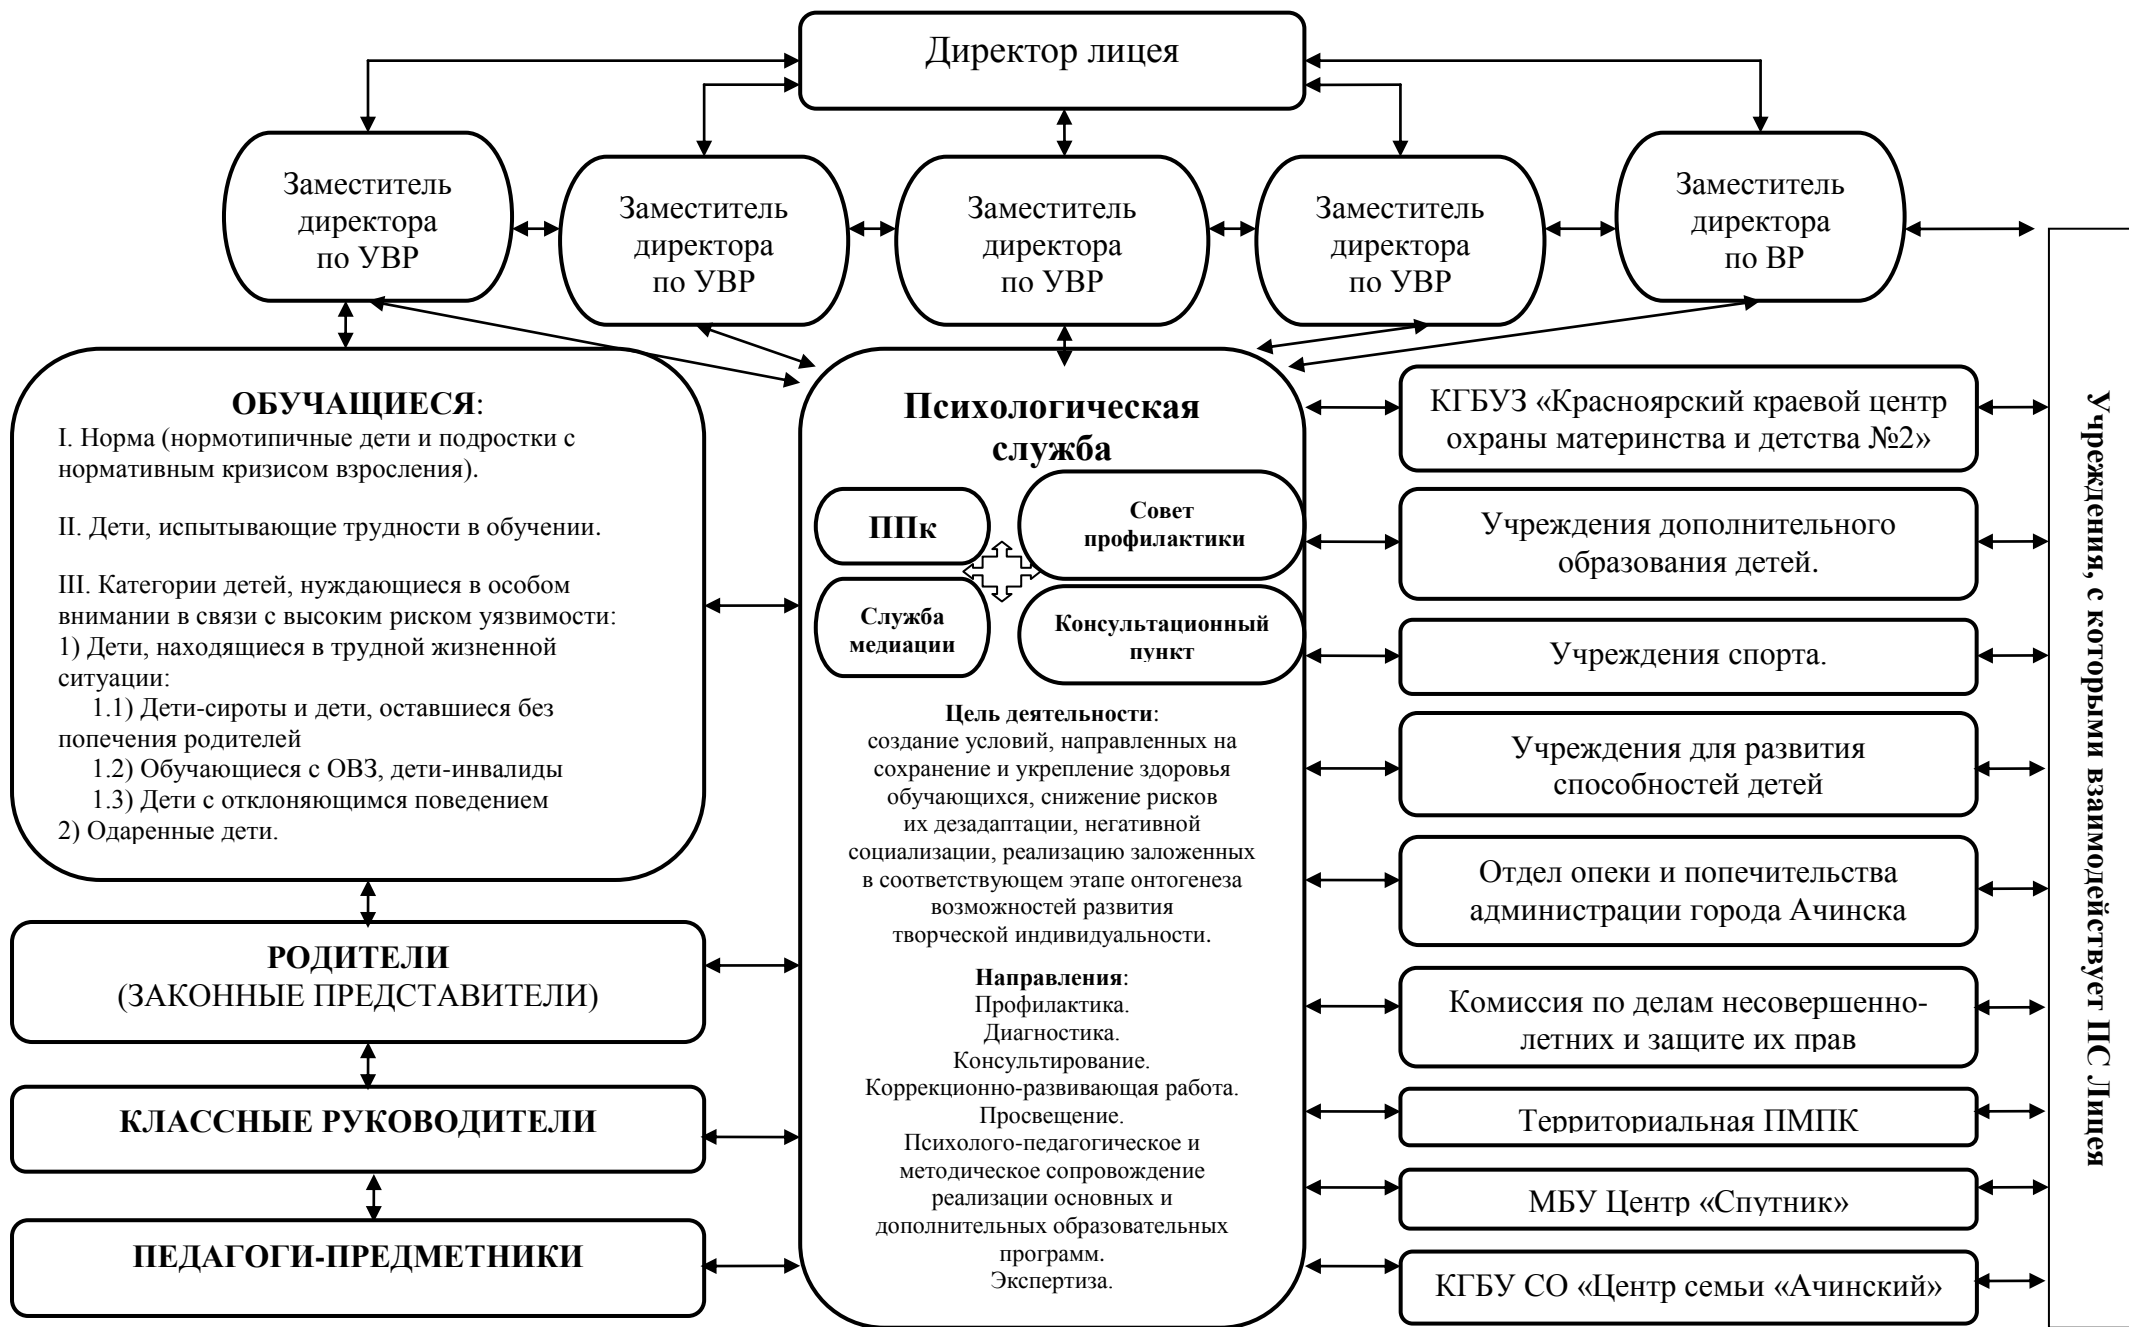 Директор лицея
Заместитель
директора
по УВР
Заместитель
директора
по УВР
Заместитель
директора
по УВР
Заместитель
директора
по УВР
Заместитель
директора
по ВР
ОБУЧАЩИЕСЯ:
I. Норма (нормотипичные дети и подростки с
нормативным кризисом взросления).
II. Дети, испытывающие трудности в обучении.
III. Категории детей, нуждающиеся в особом
внимании в связи с высоким риском уязвимости:
1) Дети, находящиеся в трудной жизненной
ситуации:
1.1) Дети-сироты и дети, оставшиеся без
попечения родителей
1.2) Обучающиеся с ОВЗ, дети-инвалиды
1.3) Дети с отклоняющимся поведением
2) Одаренные дети.
РОДИТЕЛИ
(ЗАКОННЫЕ ПРЕДСТАВИТЕЛИ)
КЛАССНЫЕ РУКОВОДИТЕЛИ
ПЕДАГОГИ-ПРЕДМЕТНИКИ
Психологическая
служба
ППк
Совет
профилактики
Служба
медиации
Консультационный
пункт
Цель деятельности:
создание условий, направленных на
сохранение и укрепление здоровья
обучающихся, снижение рисков
их дезадаптации, негативной
социализации, реализацию заложенных
в соответствующем этапе онтогенеза
возможностей развития
творческой индивидуальности.
Направления:
Профилактика.
Диагностика.
Консультирование.
Коррекционно-развивающая работа.
Просвещение.
Психолого-педагогическое и
методическое сопровождение
реализации основных и
дополнительных образовательных
программ.
Экспертиза.
КГБУЗ «Красноярский краевой центр
охраны материнства и детства №2»
Учреждения дополнительного
образования детей.
Учреждения спорта.
Учреждения для развития
способностей детей
Отдел опеки и попечительства
администрации города Ачинска
Комиссия по делам несовершенно-
летних и защите их прав
Территориальная ПМПК
МБУ Центр «Спутник»
КГБУ СО «Центр семьи «Ачинский»
Учреждения, с которыми взаимодействует ПС Лицея